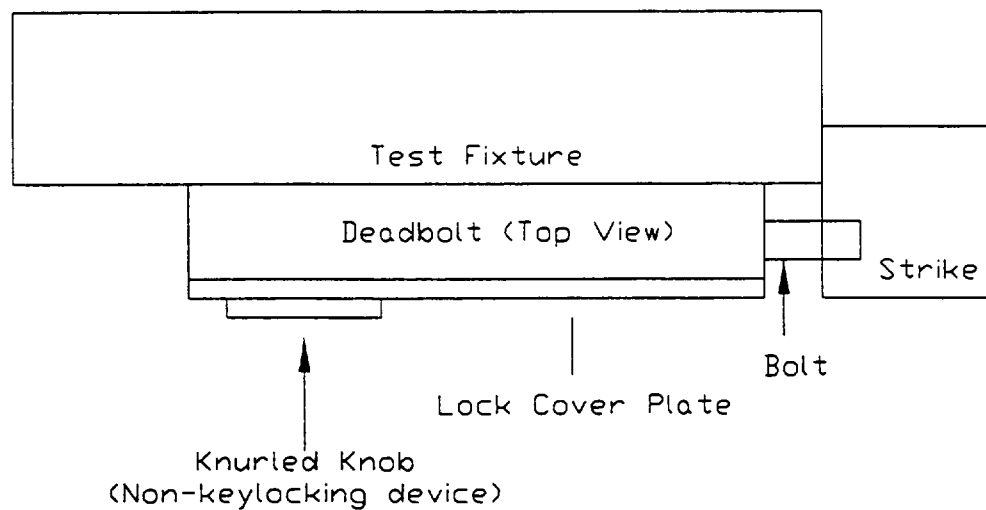 Test Fixture
Deadbolt (Top View)
Strike
Bolt
Lock Cover Plate
Knurled Knob
(Non-keylocking device)